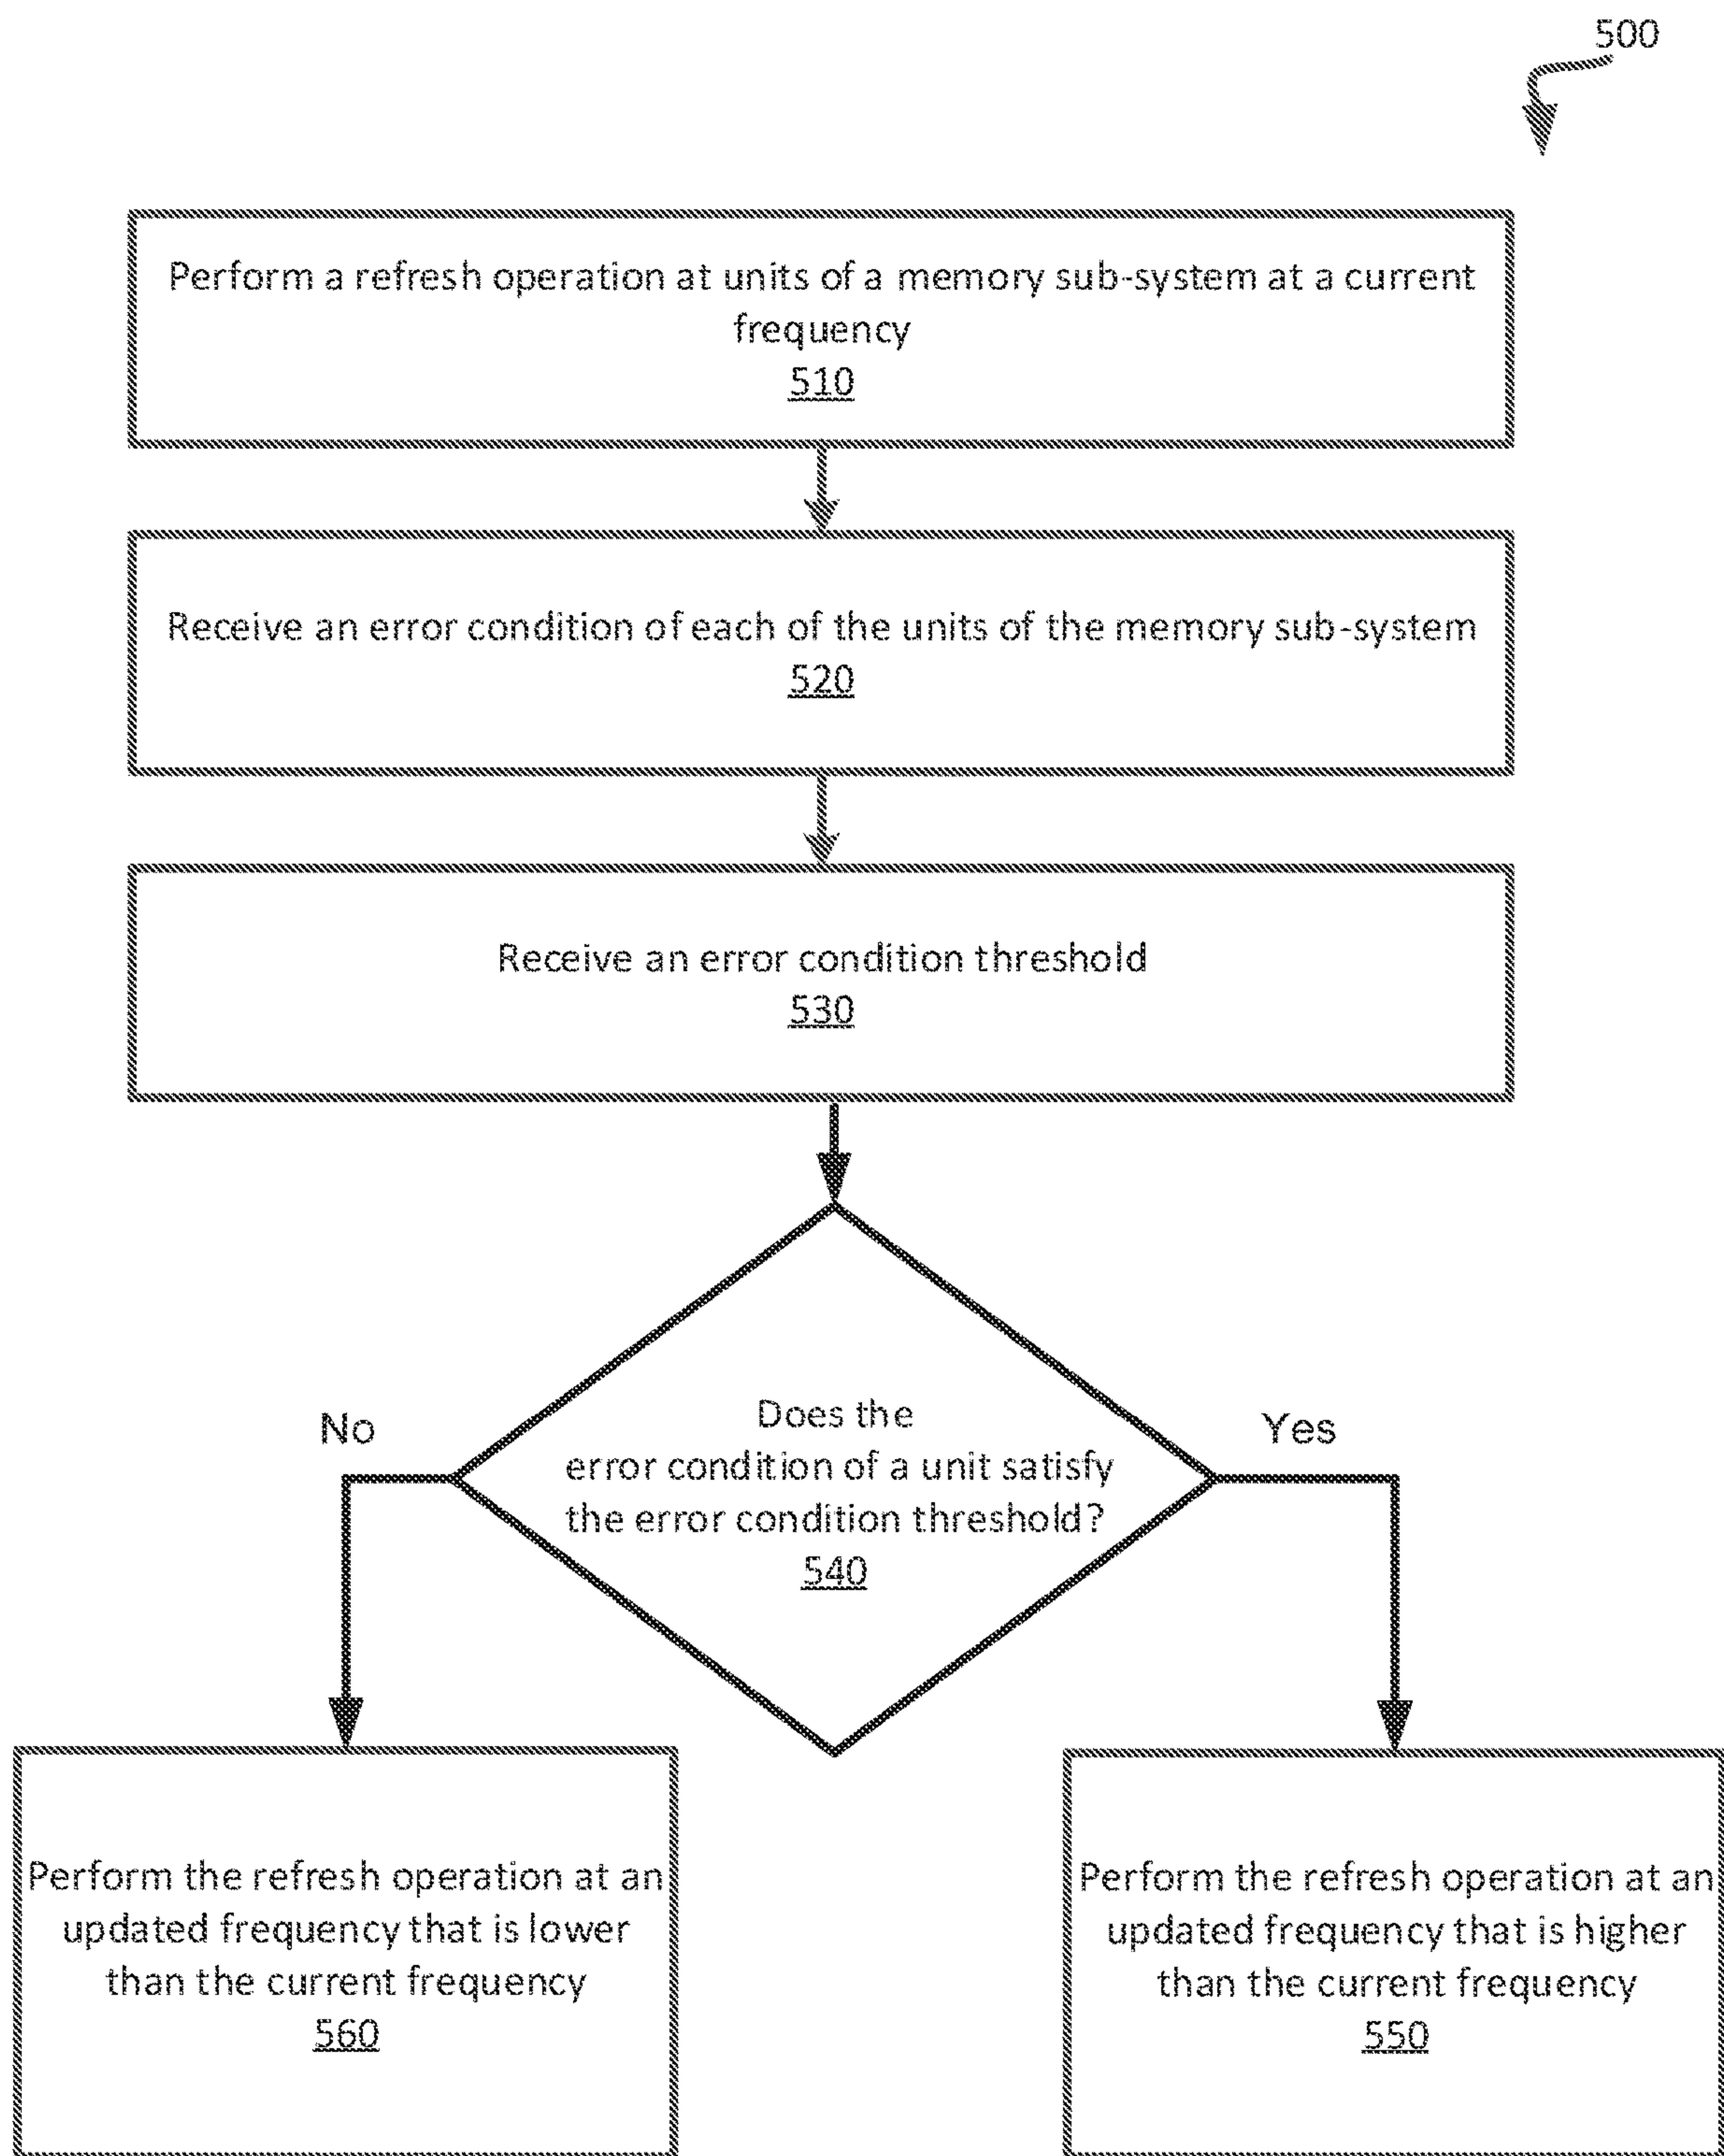 500
Perform a refresh operation at units of a memory sub-system at a current
frequency
510
Receive an error condition of each of the units of the memory sub-system
520
Receive an error condition threshold
530
Does the
error condition of a unit satisfy
the error condition threshold?
540
No
Yes
Perform the refresh operation at an
updated frequency that is lower
than the current frequency
560
Perform the refresh operation at an
updated frequency that is higher
than the current frequency
550